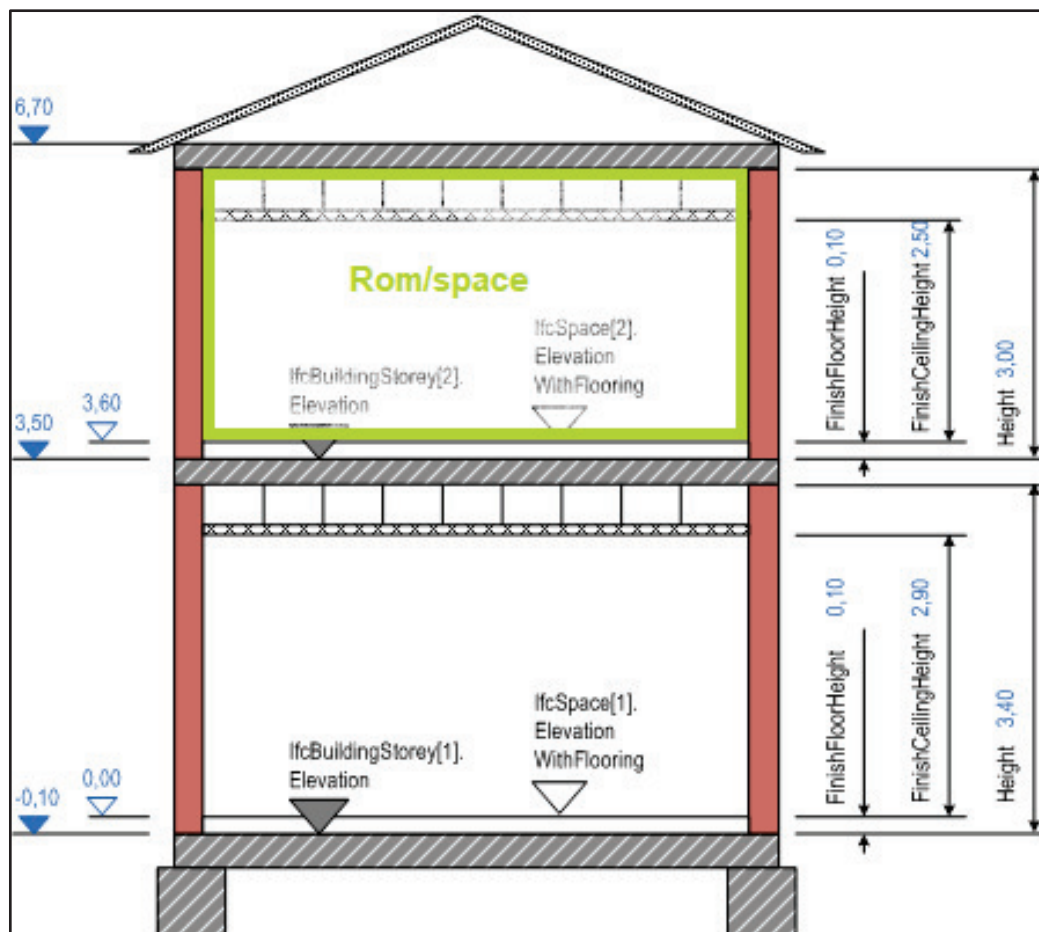 6,70
Rom/space
IfcSpace[2].
Elevation
WithFlooring
IfcBuildingStorey[2].
Elevation
3,60
3,50
FinishFloorHeight 0,10
FinishCeilingHeight 2,50
Height 3,00
IfcSpace[1].
Elevation
WithFlooring
IfcBuildingStorey[1].
Elevation
0,00
-0,10
FinishFloorHeight 0,10
FinishCeilingHeight 2,90
Height 3,40